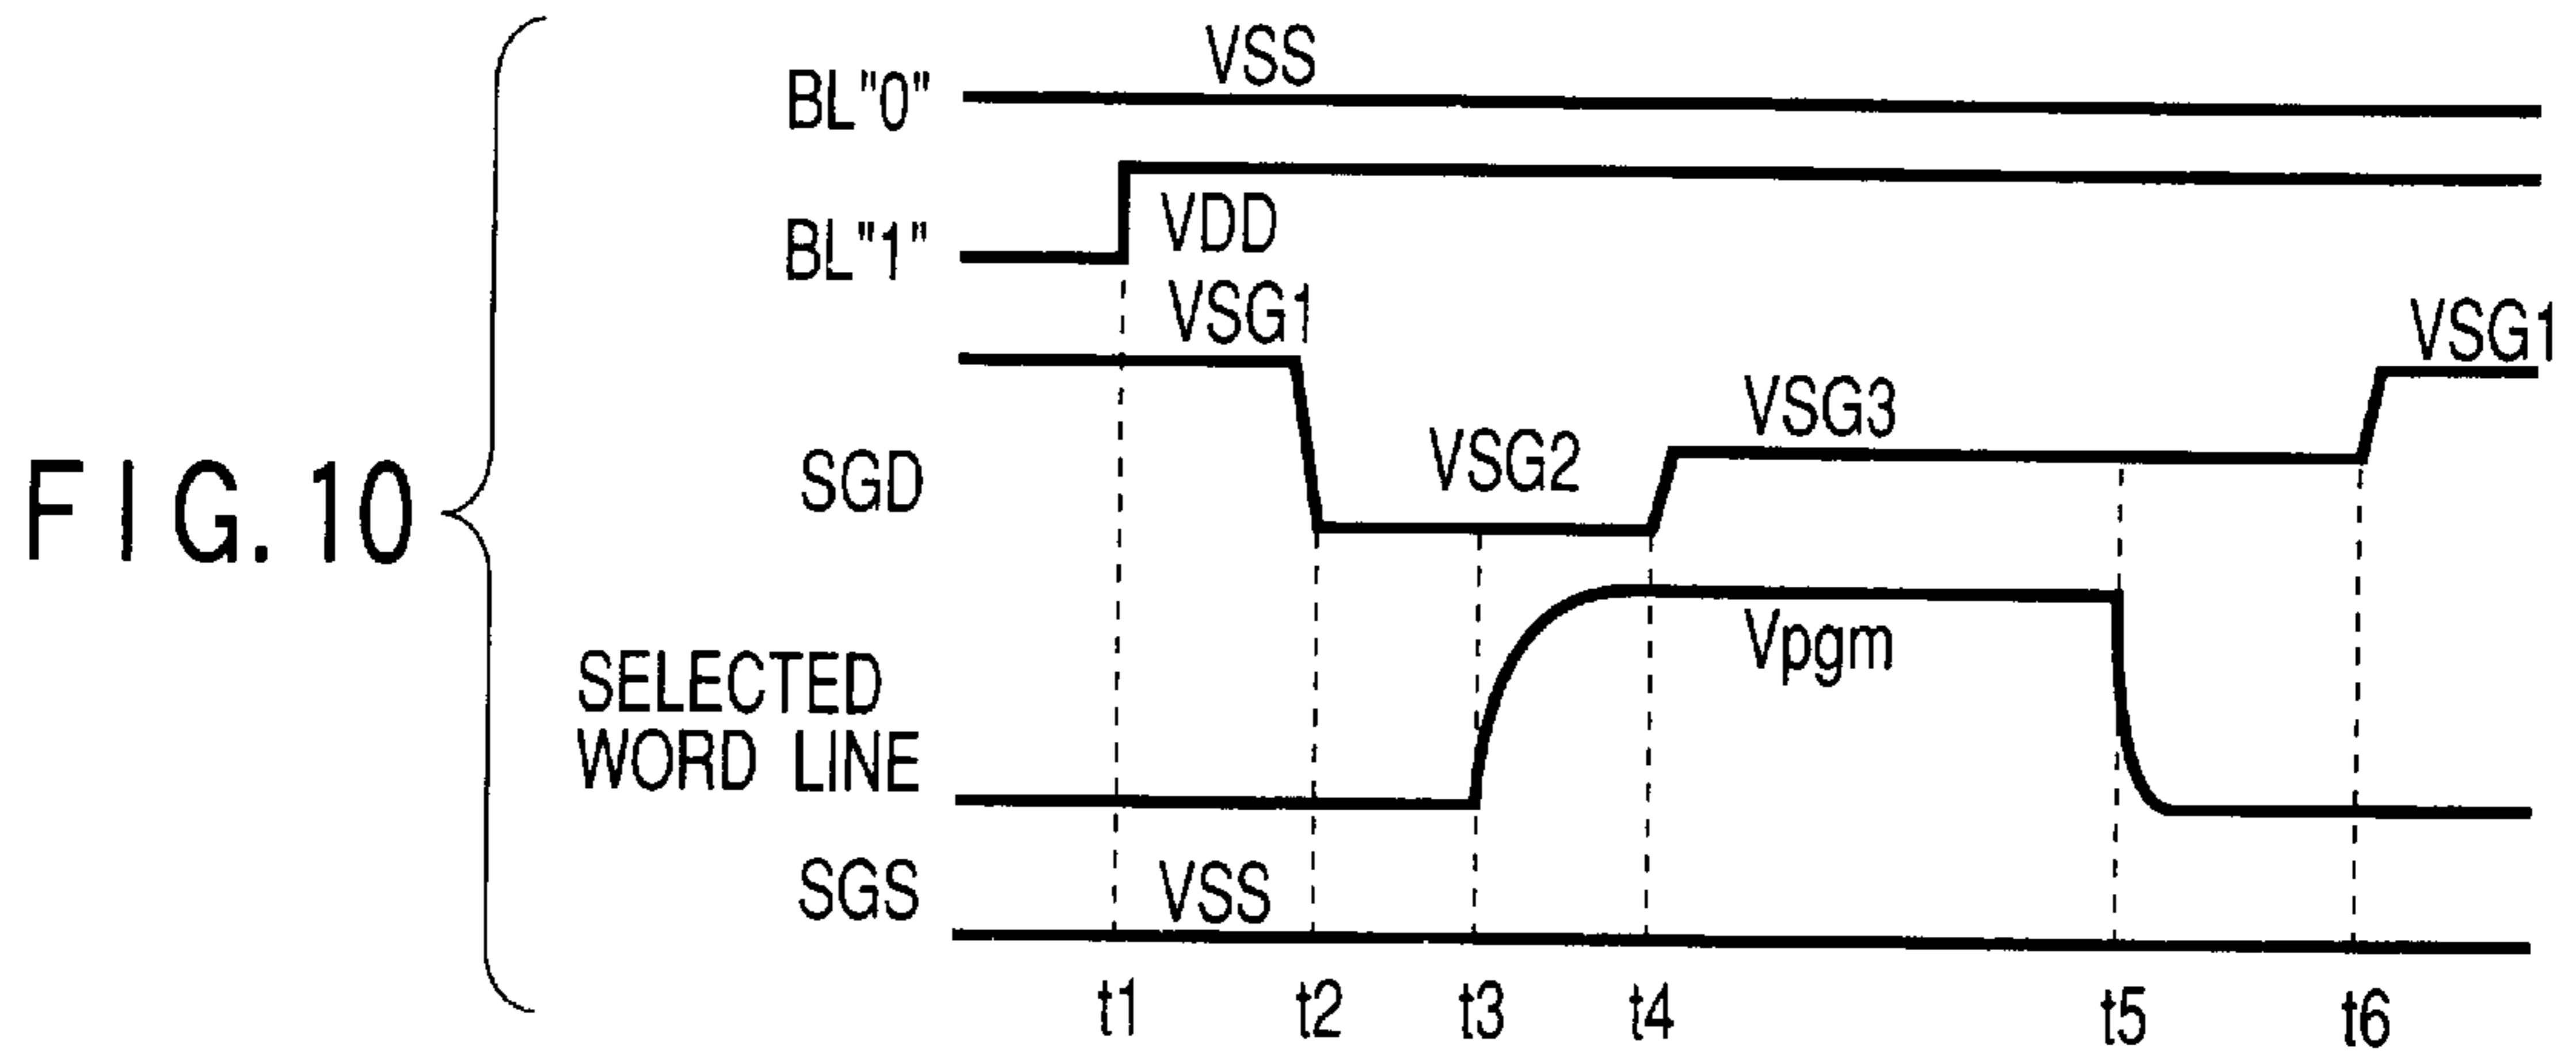 FIG. 10
VSS
BL"0"
BL"1"
VDD
VSG1
VSG1
SGD
VSG2
VSG3
SELECTED
WORD LINE
Vpgm
SGS
VSS
t1 t2 t3 t4 t5 t6